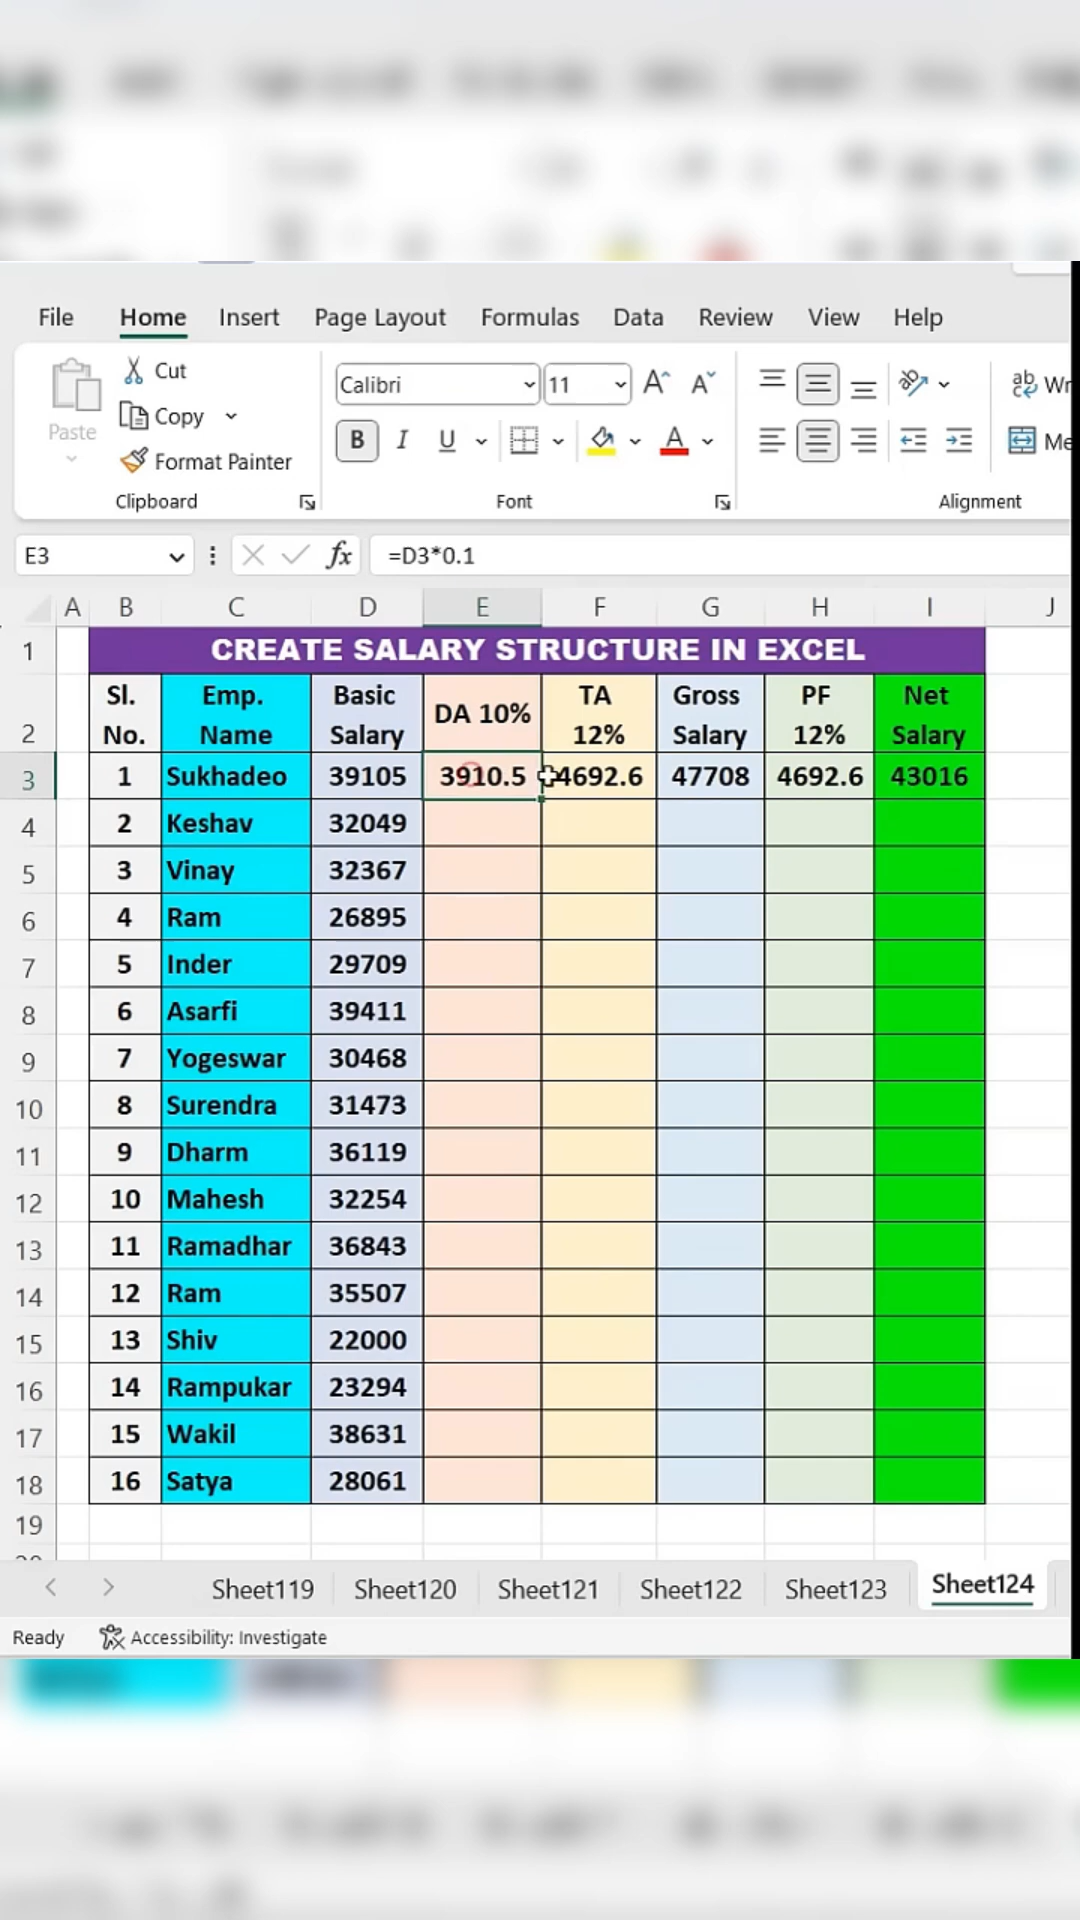 File Home Insert Page Layout Formulas Data Review View Help
Paste Cut Copy Format Painter
Calibri 11
B I U A
Clipboard Font Alignment
E3 fx =D3*0.1
A B C D E F G H I J
1 CREATE SALARY STRUCTURE IN EXCEL
2 Sl. No. Emp. Name Basic Salary DA 10% TA 12% Gross Salary PF 12% Net Salary
3 1 Sukhadeo 39105 3910.5 4692.6 47708 4692.6 43016
4 2 Keshav 32049
5 3 Vinay 32367
6 4 Ram 26895
7 5 Inder 29709
8 6 Asarfi 39411
9 7 Yogeswar 30468
10 8 Surendra 31473
11 9 Dharm 36119
12 10 Mahesh 32254
13 11 Ramadhar 36843
14 12 Ram 35507
15 13 Shiv 22000
16 14 Rampukar 23294
17 15 Wakil 38631
18 16 Satya 28061
19
Sheet119 Sheet120 Sheet121 Sheet122 Sheet123 Sheet124
Ready Accessibility: Investigate